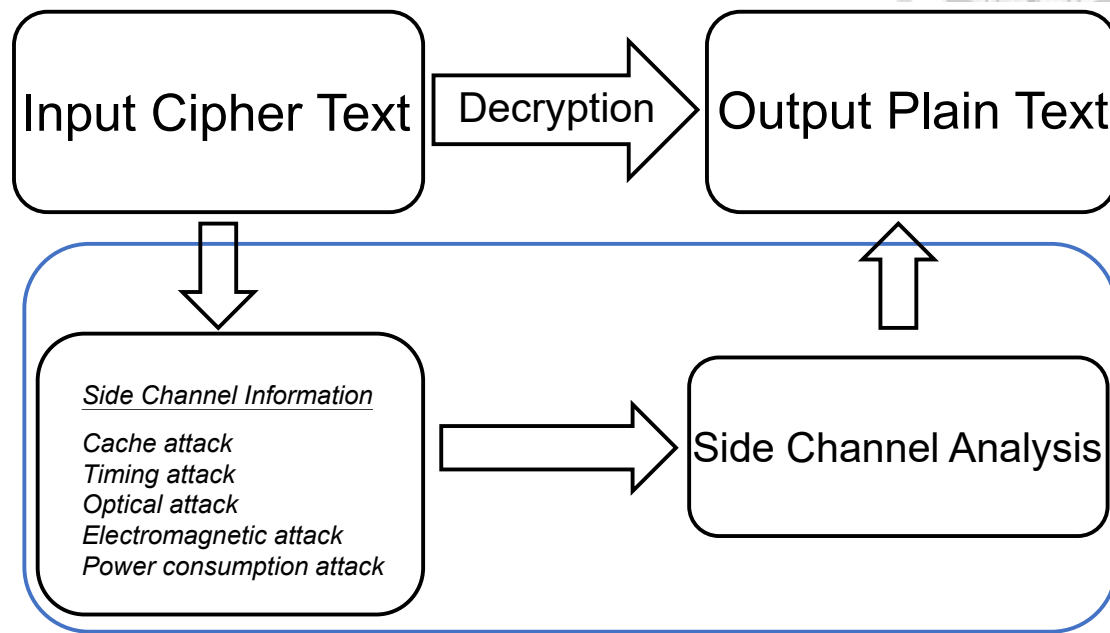 Input Cipher Text
Decryption
Output Plain Text
Side Channel Information
Cache attack
Timing attack
Optical attack
Electromagnetic attack
Power consumption attack
Side Channel Analysis